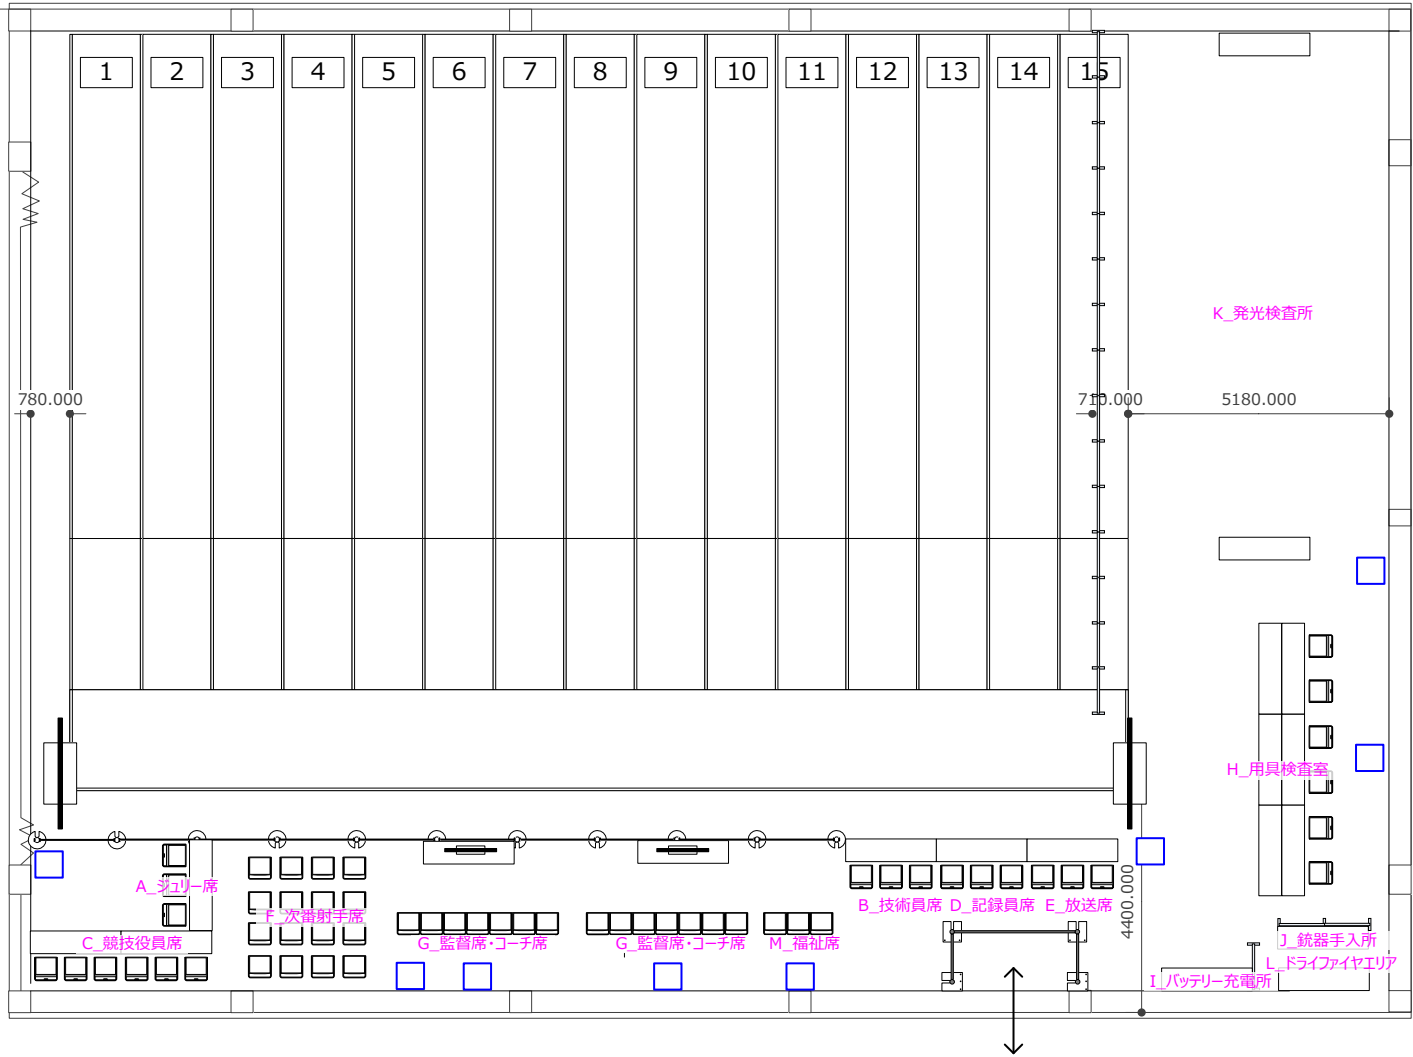 1 2 3 4 5 6 7 8 9 10 11 12 13 14 15
K_発光検査所
780.000 710.000 5180.000
H_用具検査室
A_ジュリー席
F_次番射手席
B_技術員席 D_記録員席 E_放送席
4400.000
C_競技役員席
G_監督席・コーチ席 G_監督席・コーチ席 M_福祉席
J_銃器手入所
L_ドライファイヤエリア
I_バッテリー充電所